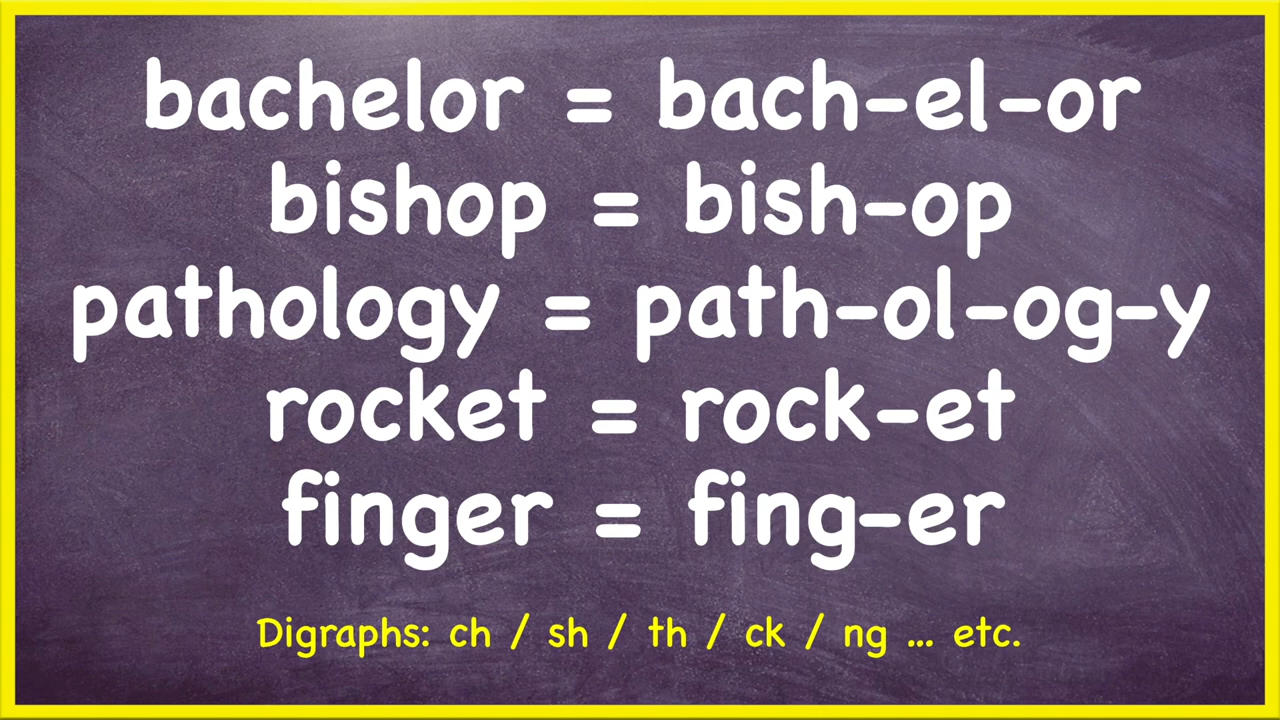 bachelor = bach-el-or
bishop = bish-op
pathology = path-ol-og-y
rocket = rock-et
finger = fing-er
Digraphs: ch / sh / th / ck / ng ... etc.